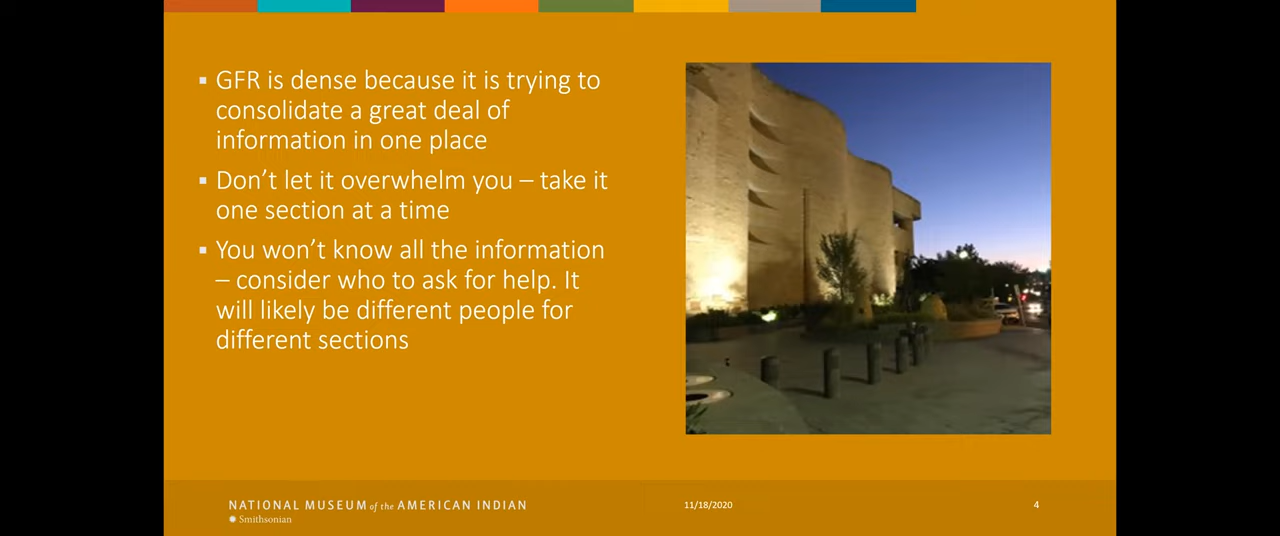 ▪ GFR is dense because it is trying to
consolidate a great deal of
information in one place
▪ Don’t let it overwhelm you – take it
one section at a time
▪ You won’t know all the information
– consider who to ask for help. It
will likely be different people for
different sections
NATIONAL MUSEUM of the AMERICAN INDIAN
Smithsonian
11/18/2020
4